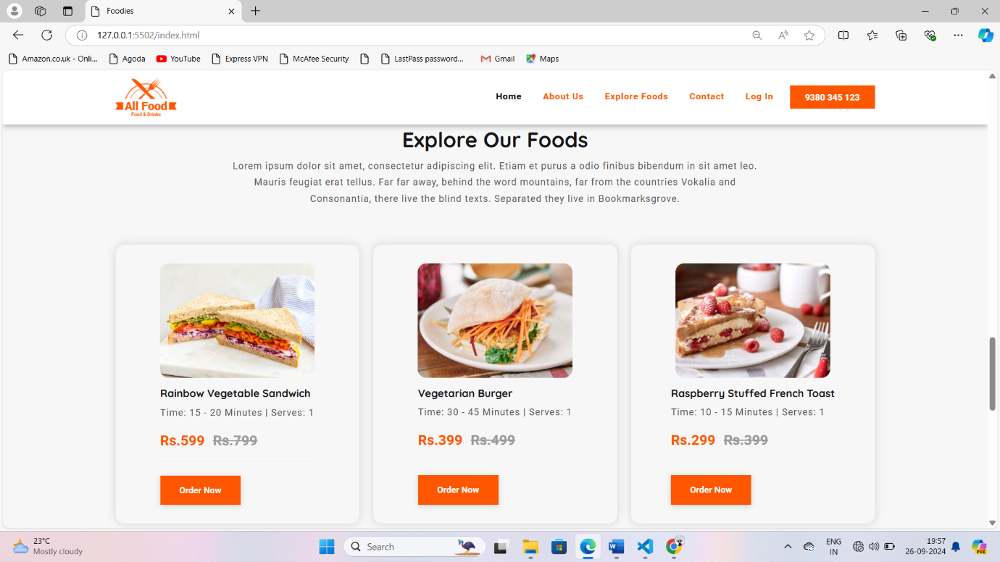 Foodies
127.0.0.1:5502/index.html
Amazon.co.uk - Onli...
Agoda
YouTube
Express VPN
McAfee Security
LastPass password...
Gmail
Maps
All Food
Food & Drinks
Home
About Us
Explore Foods
Contact
Log In
9380 345 123
Explore Our Foods
Lorem ipsum dolor sit amet, consectetur adipiscing elit. Etiam et purus a odio finibus bibendum in sit amet leo.
Mauris feugiat erat tellus. Far far away, behind the word mountains, far from the countries Vokalia and
Consonantia, there live the blind texts. Separated they live in Bookmarksgrove.
Rainbow Vegetable Sandwich
Time: 15 - 20 Minutes | Serves: 1
Rs.599 Rs.799
Order Now
Vegetarian Burger
Time: 30 - 45 Minutes | Serves: 1
Rs.399 Rs.499
Order Now
Raspberry Stuffed French Toast
Time: 10 - 15 Minutes | Serves: 1
Rs.299 Rs.399
Order Now
23°C
Mostly cloudy
Search
ENG
IN
19:57
26-09-2024
PRE